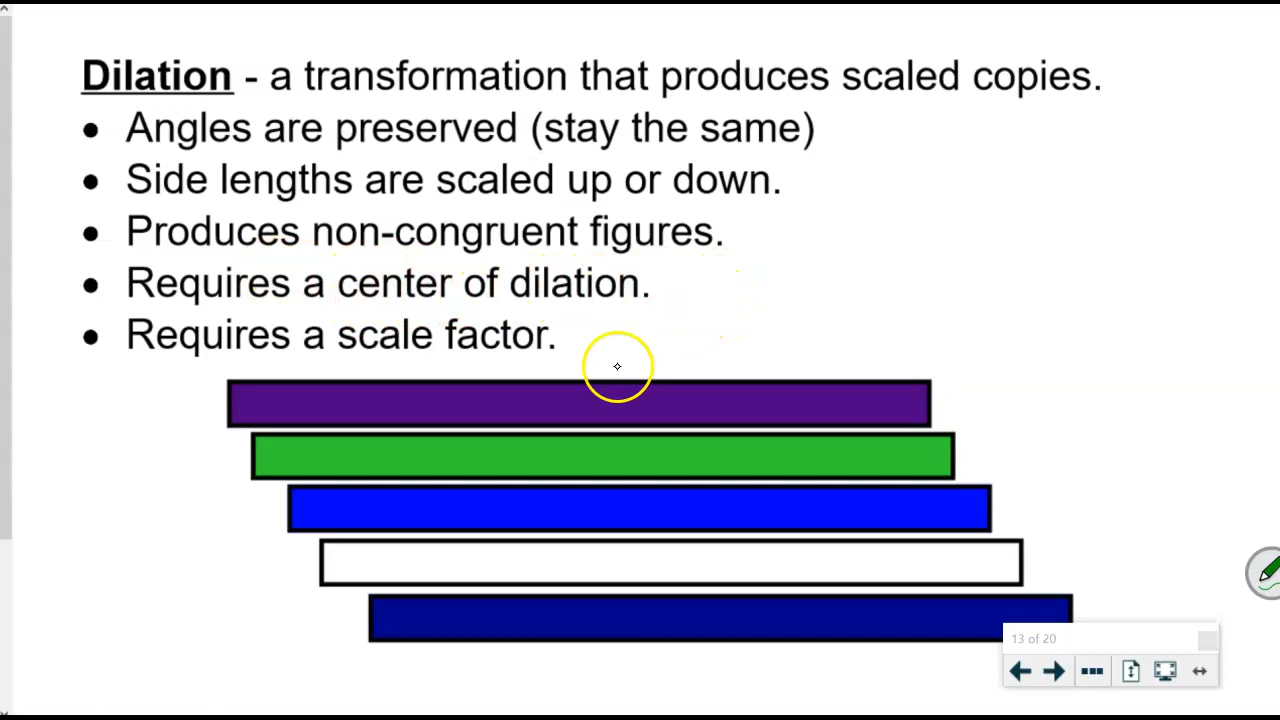 Dilation - a transformation that produces scaled copies.
● Angles are preserved (stay the same)
● Side lengths are scaled up or down.
● Produces non-congruent figures.
● Requires a center of dilation.
● Requires a scale factor.
13 of 20